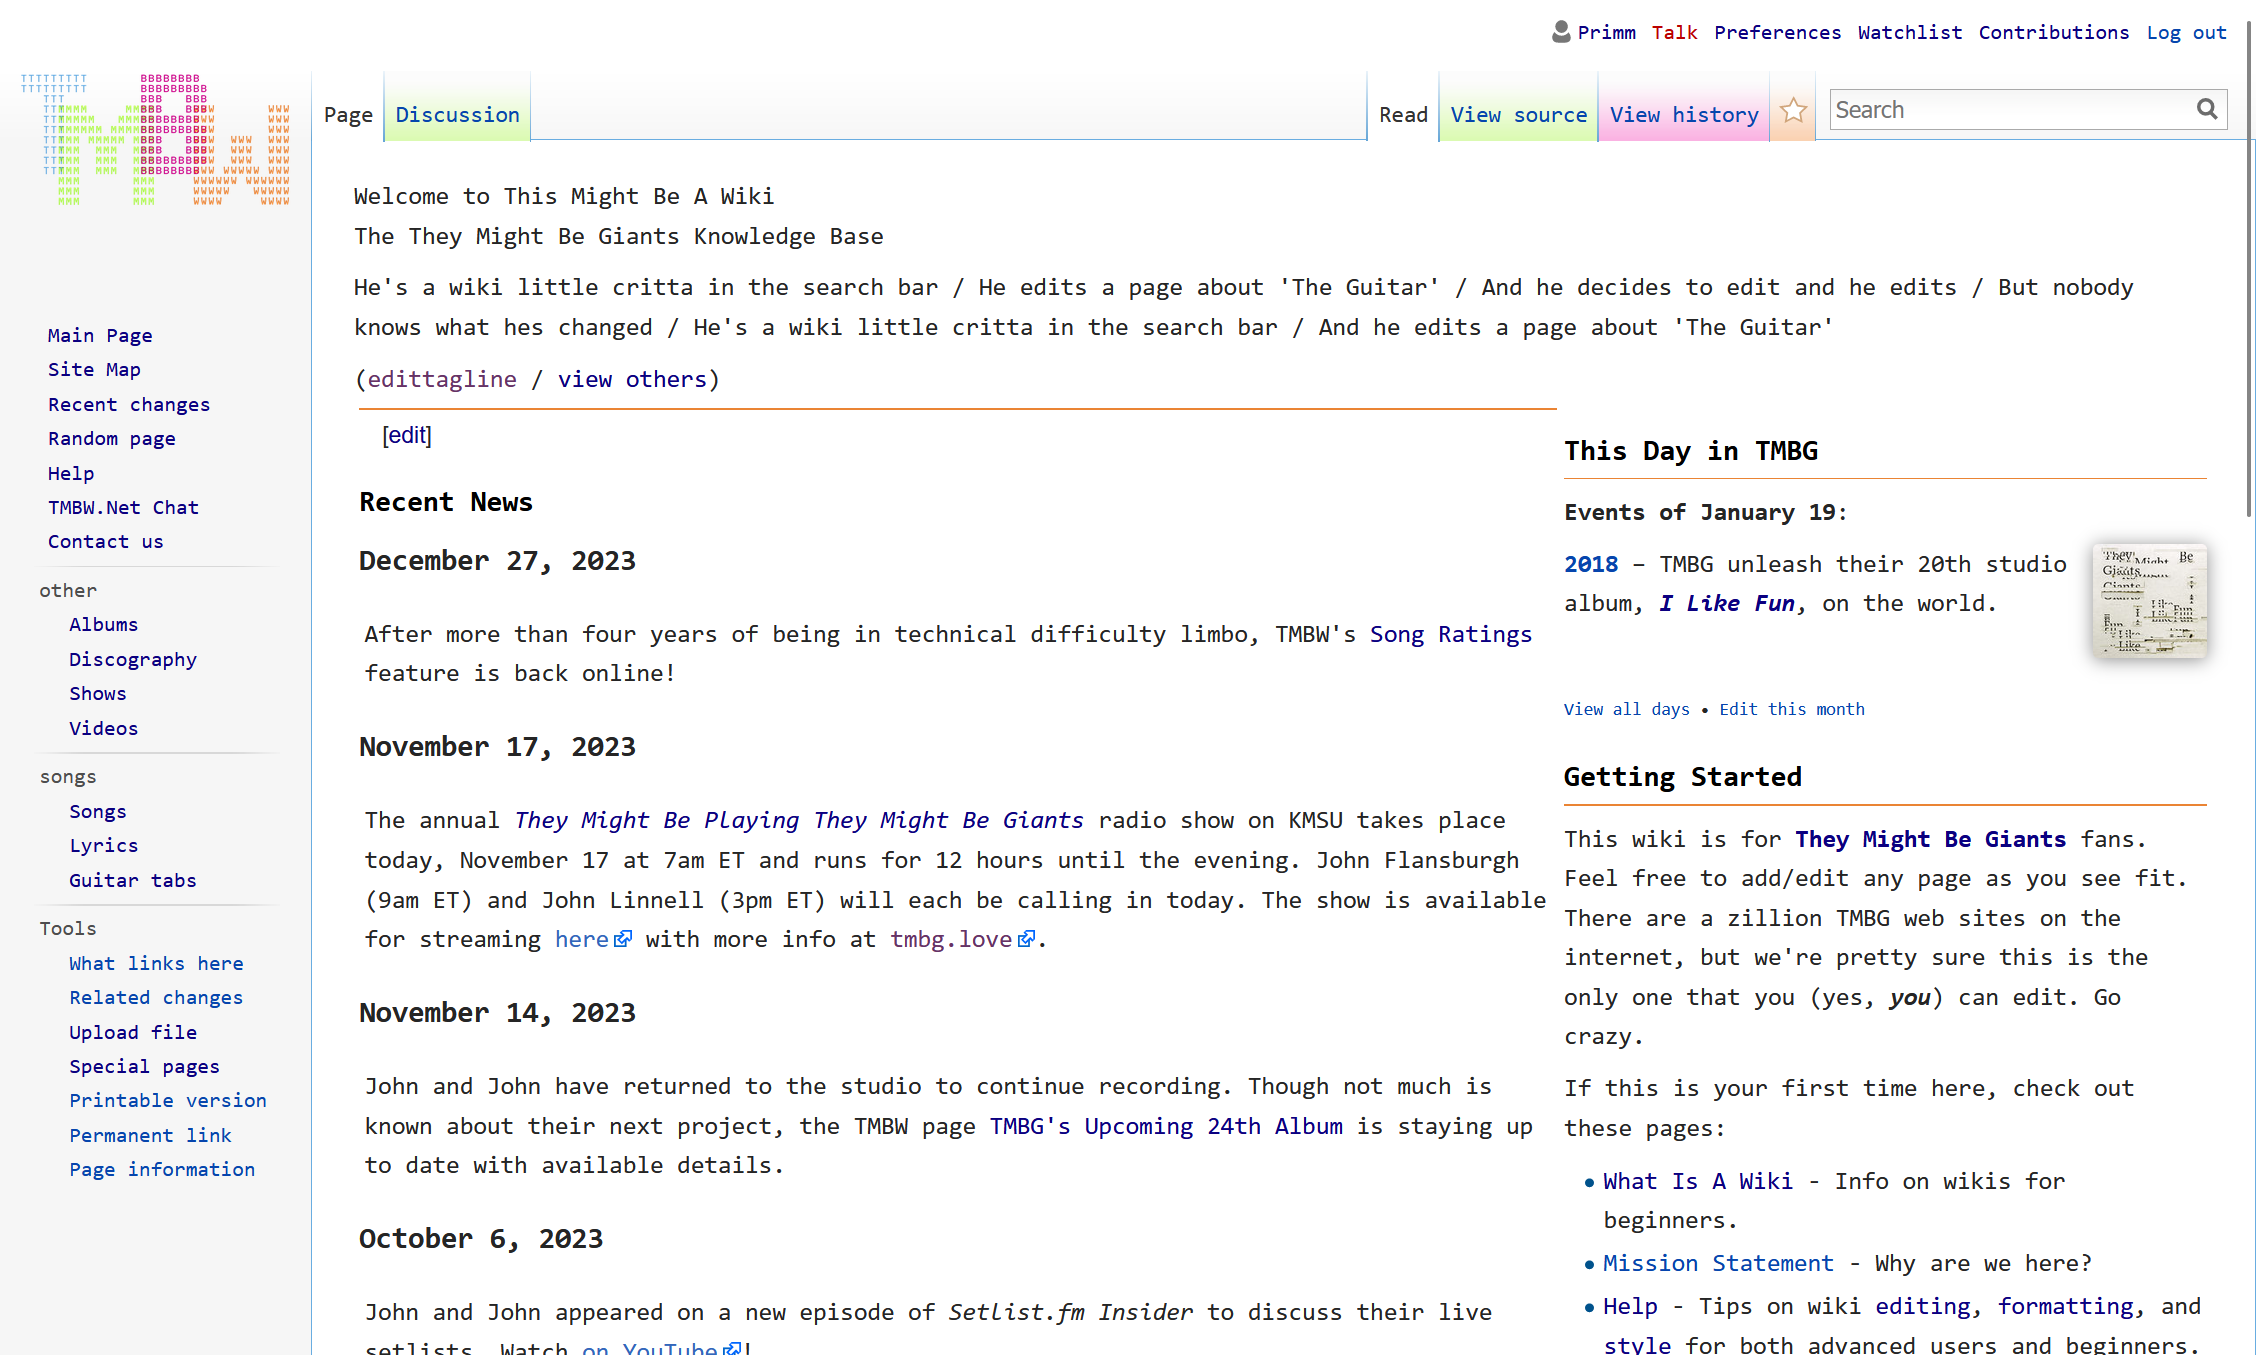 Primm Talk Preferences Watchlist Contributions Log out
Page Discussion Read View source View history Search
Welcome to This Might Be A Wiki
The They Might Be Giants Knowledge Base
He's a wiki little critta in the search bar / He edits a page about 'The Guitar' / And he decides to edit and he edits / But nobody
knows what hes changed / He's a wiki little critta in the search bar / And he edits a page about 'The Guitar'
(edittagline / view others)
Main Page
Site Map
Recent changes
Random page
Help
TMBW.Net Chat
Contact us
other
Albums
Discography
Shows
Videos
songs
Songs
Lyrics
Guitar tabs
Tools
What links here
Related changes
Upload file
Special pages
Printable version
Permanent link
Page information
[edit]
Recent News
December 27, 2023
After more than four years of being in technical difficulty limbo, TMBW's Song Ratings
feature is back online!
November 17, 2023
The annual They Might Be Playing They Might Be Giants radio show on KMSU takes place
today, November 17 at 7am ET and runs for 12 hours until the evening. John Flansburgh
(9am ET) and John Linnell (3pm ET) will each be calling in today. The show is available
for streaming here with more info at tmbg.love.
November 14, 2023
John and John have returned to the studio to continue recording. Though not much is
known about their next project, the TMBW page TMBG's Upcoming 24th Album is staying up
to date with available details.
October 6, 2023
John and John appeared on a new episode of Setlist.fm Insider to discuss their live
setlists. Watch on YouTube!
This Day in TMBG
Events of January 19:
2018 – TMBG unleash their 20th studio
album, I Like Fun, on the world.
View all days • Edit this month
Getting Started
This wiki is for They Might Be Giants fans.
Feel free to add/edit any page as you see fit.
There are a zillion TMBG web sites on the
internet, but we're pretty sure this is the
only one that you (yes, you) can edit. Go
crazy.
If this is your first time here, check out
these pages:
• What Is A Wiki - Info on wikis for
beginners.
• Mission Statement - Why are we here?
• Help - Tips on wiki editing, formatting, and
style for both advanced users and beginners.